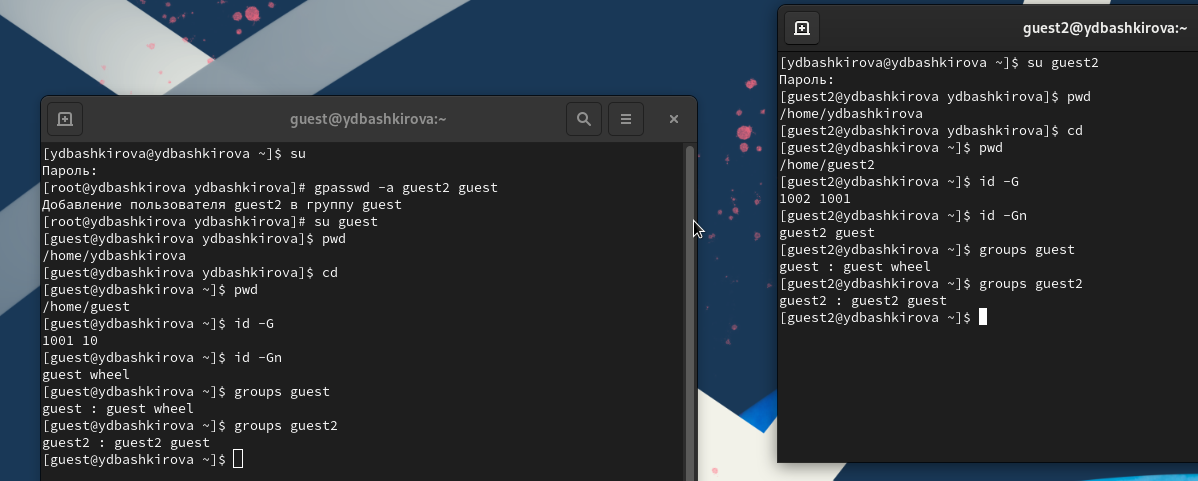 guest@ydbashkirova:~
[ydbashkirova@ydbashkirova ~]$ su
Пароль:
[root@ydbashkirova ydbashkirova]# gpasswd -a guest2 guest
Добавление пользователя guest2 в группу guest
[root@ydbashkirova ydbashkirova]# su guest
[guest@ydbashkirova ydbashkirova]$ pwd
/home/ydbashkirova
[guest@ydbashkirova ydbashkirova]$ cd
[guest@ydbashkirova ~]$ pwd
/home/guest
[guest@ydbashkirova ~]$ id -G
1001 10
[guest@ydbashkirova ~]$ id -Gn
guest wheel
[guest@ydbashkirova ~]$ groups guest
guest : guest wheel
[guest@ydbashkirova ~]$ groups guest2
guest2 : guest2 guest
[guest@ydbashkirova ~]$
guest2@ydbashkirova:~
[ydbashkirova@ydbashkirova ~]$ su guest2
Пароль:
[guest2@ydbashkirova ydbashkirova]$ pwd
/home/ydbashkirova
[guest2@ydbashkirova ydbashkirova]$ cd
[guest2@ydbashkirova ~]$ pwd
/home/guest2
[guest2@ydbashkirova ~]$ id -G
1002 1001
[guest2@ydbashkirova ~]$ id -Gn
guest2 guest
[guest2@ydbashkirova ~]$ groups guest
guest : guest wheel
[guest2@ydbashkirova ~]$ groups guest2
guest2 : guest2 guest
[guest2@ydbashkirova ~]$